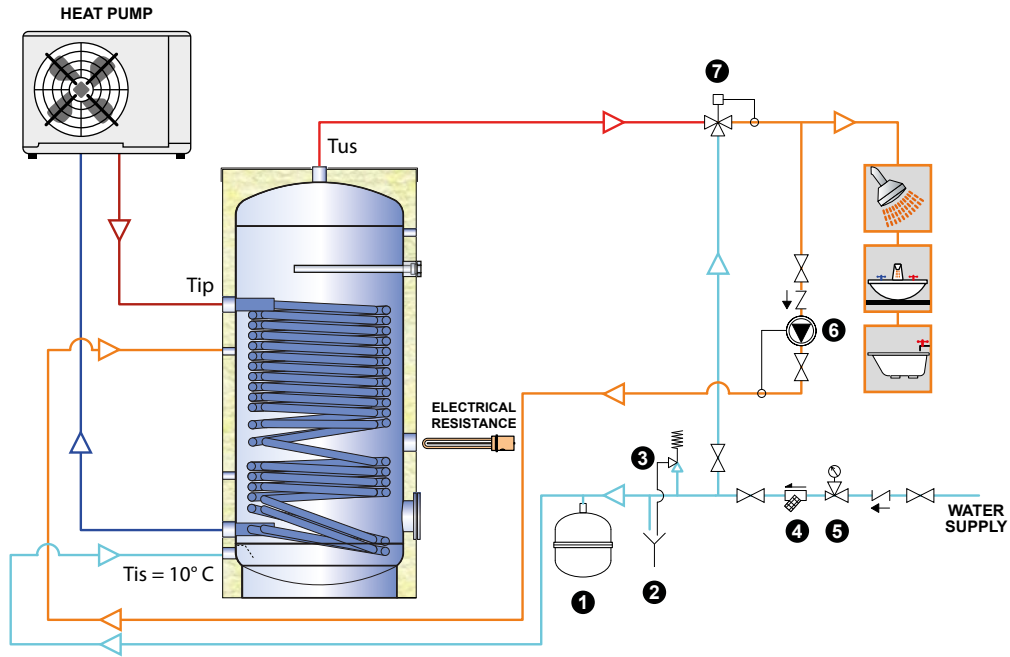 HEAT PUMP
7
Tus
Tip
6
ELECTRICAL
RESISTANCE
3
4
5
WATER
SUPPLY
Tis = 10° C
1
2